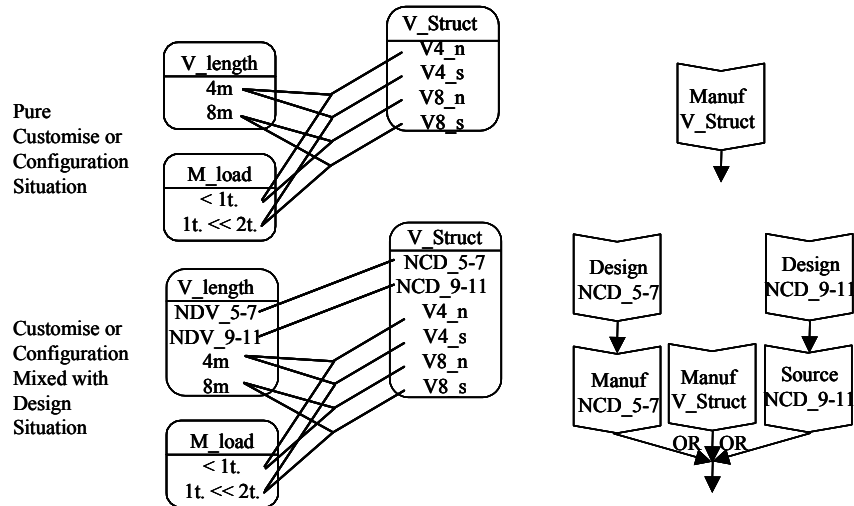 Pure
Customise or
Configuration
Situation
V_length
4m
8m
M_load
< 1t.
1t. << 2t.
V_Struct
V4_n
V4_s
V8_n
V8_s
Manuf
V_Struct
Customise or
Configuration
Mixed with
Design
Situation
V_length
NDV_5-7
NDV_9-11
4m
8m
M_load
< 1t.
1t. << 2t.
V_Struct
NCD_5-7
NCD_9-11
V4_n
V4_s
V8_n
V8_s
Design
NCD_5-7
Design
NCD_9-11
Manuf
NCD_5-7
Manuf
V_Struct
Source
NCD_9-11
OR
OR